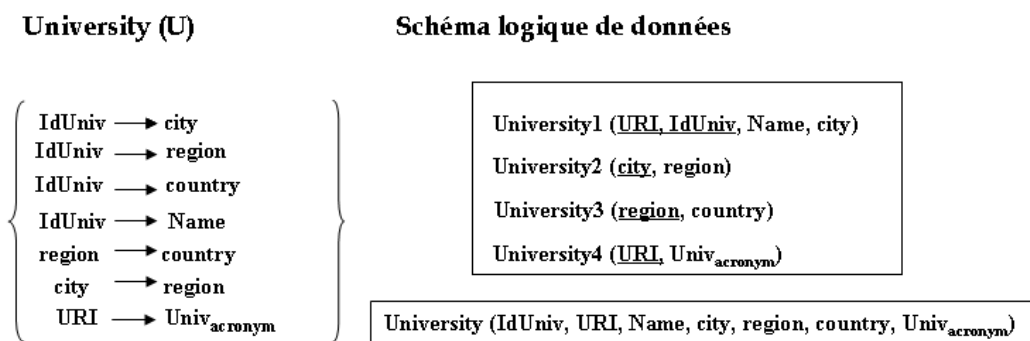 University (U)
Schéma logique de données
IdUniv → city
IdUniv → region
IdUniv → country
IdUniv → Name
region → country
city → region
URI → Univacronym
University1 (URI, IdUniv, Name, city)
University2 (city, region)
University3 (region, country)
University4 (URI, Univacronym)
University (IdUniv, URI, Name, city, region, country, Univacronym)